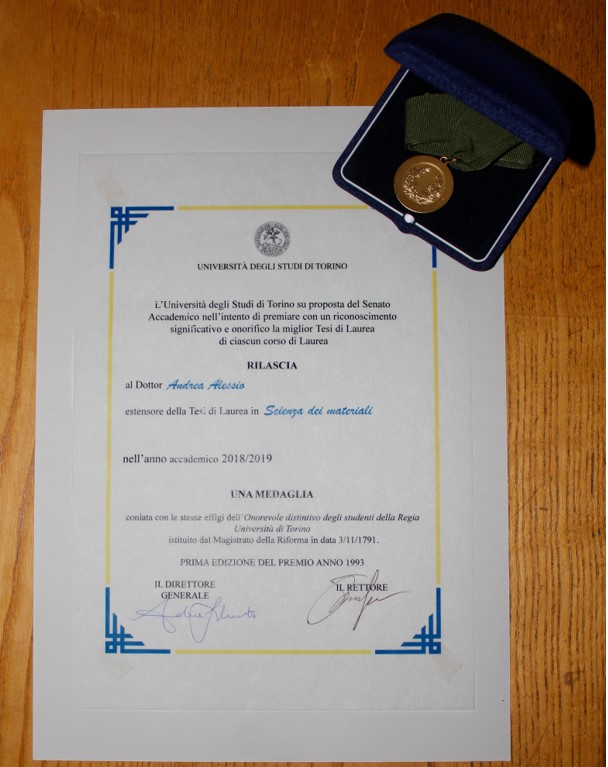 UNIVERSITÀ DEGLI STUDI DI TORINO
L'Università degli Studi di Torino su proposta del Senato
Accademico nell'intento di premiare con un riconoscimento
significativo e onorifico la miglior Tesi di Laurea
di ciascun corso di Laurea
RILASCIA
al Dottor Andrea Alessio
estensore della Tesi di Laurea in Scienza dei materiali
nell'anno accademico 2018/2019
UNA MEDAGLIA
coniata con le stesse effigi dell'Onorevole distintivo degli studenti della Regia
Università di Torino
istituito dal Magistrato della Riforma in data 3/11/1791.
PRIMA EDIZIONE DEL PREMIO ANNO 1993
IL DIRETTORE
GENERALE
IL RETTORE